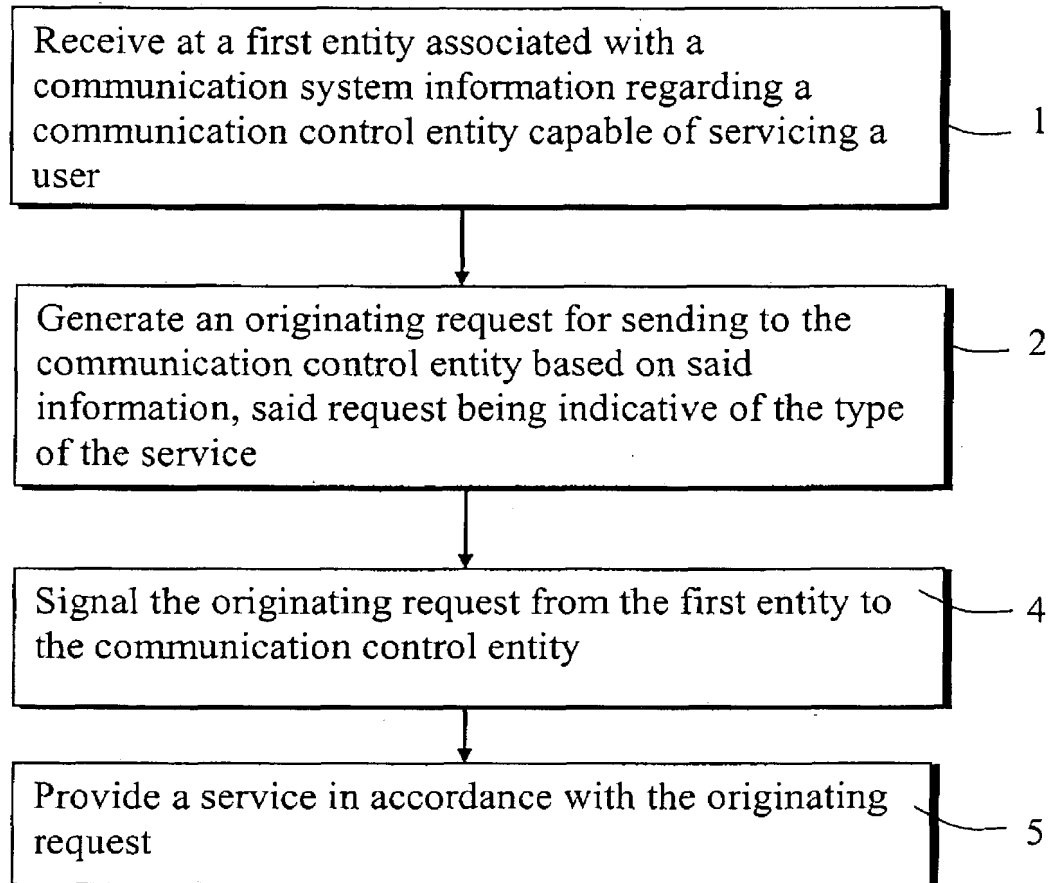 Receive at a first entity associated with a
communication system information regarding a
communication control entity capable of servicing a
user
1
Generate an originating request for sending to the
communication control entity based on said
information, said request being indicative of the type
of the service
2
Signal the originating request from the first entity to
the communication control entity
4
Provide a service in accordance with the originating
request
5